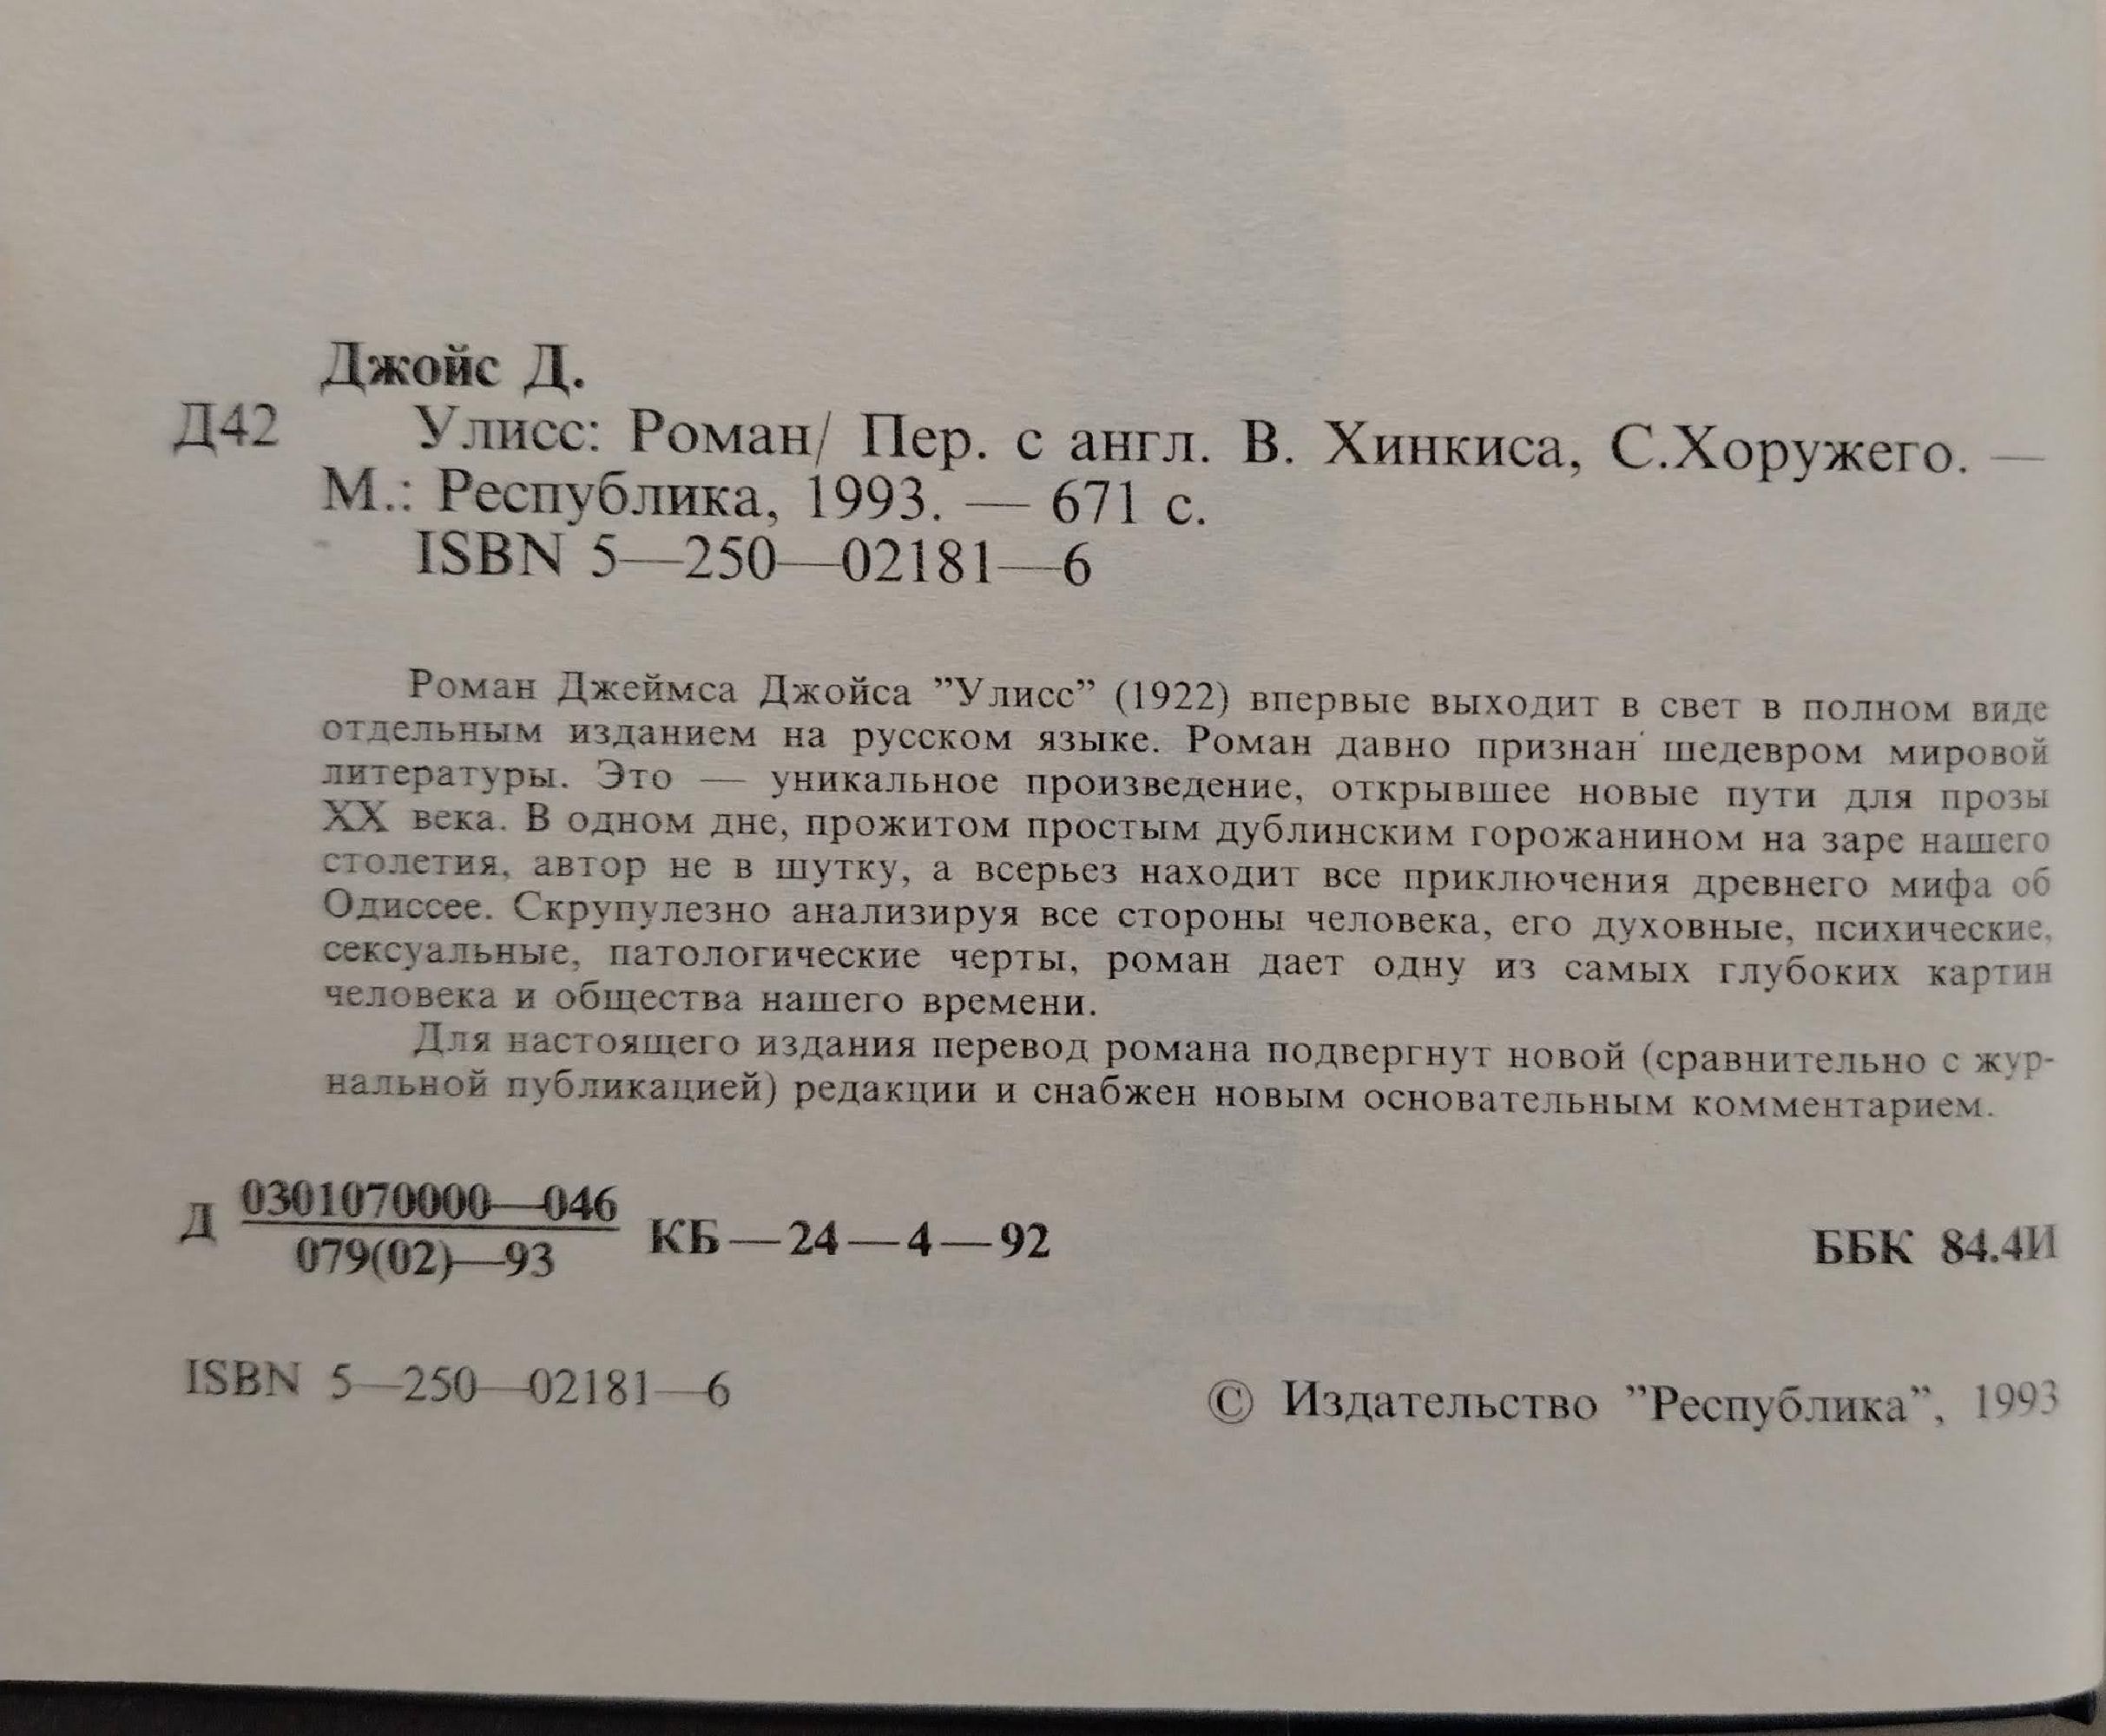 Джойс Д.
Д42 Улисс: Роман/ Пер. с англ. В. Хинкиса, С.Хоружего. —
М.: Республика, 1993. — 671 с.
ISBN 5—250—02181—6
Роман Джеймса Джойса ”Улисс” (1922) впервые выходит в свет в полном виде
отдельным изданием на русском языке. Роман давно признан шедевром мировой
литературы. Это — уникальное произведение, открывшее новые пути для прозы
XX века. В одном дне, прожитом простым дублинским горожанином на заре нашего
столетия, автор не в шутку, а всерьез находит все приключения древнего мифа об
Одиссее. Скрупулезно анализируя все стороны человека, его духовные, психические,
сексуальные, патологические черты, роман дает одну из самых глубоких картин
человека и общества нашего времени.
Для настоящего издания перевод романа подвергнут новой (сравнительно с жур-
нальной публикацией) редакции и снабжен новым основательным комментарием.
Д 0301070000—046
079(02)—93 КБ—24—4—92 ББК 84.4И
ISBN 5—250—02181—6 © Издательство ”Республика”, 1993